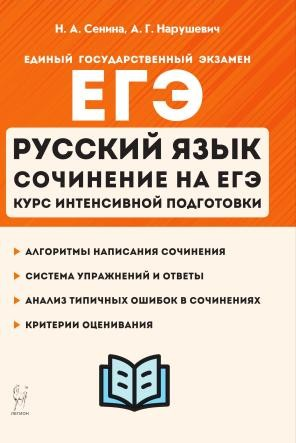 Н. А. Сенина, А. Г. Нарушевич
ЕДИНЫЙ ГОСУДАРСТВЕННЫЙ ЭКЗАМЕН
ЕГЭ
РУССКИЙ ЯЗЫК
СОЧИНЕНИЕ НА ЕГЭ
КУРС ИНТЕНСИВНОЙ ПОДГОТОВКИ
АЛГОРИТМЫ НАПИСАНИЯ СОЧИНЕНИЯ
СИСТЕМА УПРАЖНЕНИЙ И ОТВЕТЫ
АНАЛИЗ ТИПИЧНЫХ ОШИБОК В СОЧИНЕНИЯХ
КРИТЕРИИ ОЦЕНИВАНИЯ
ЛЕГИОН